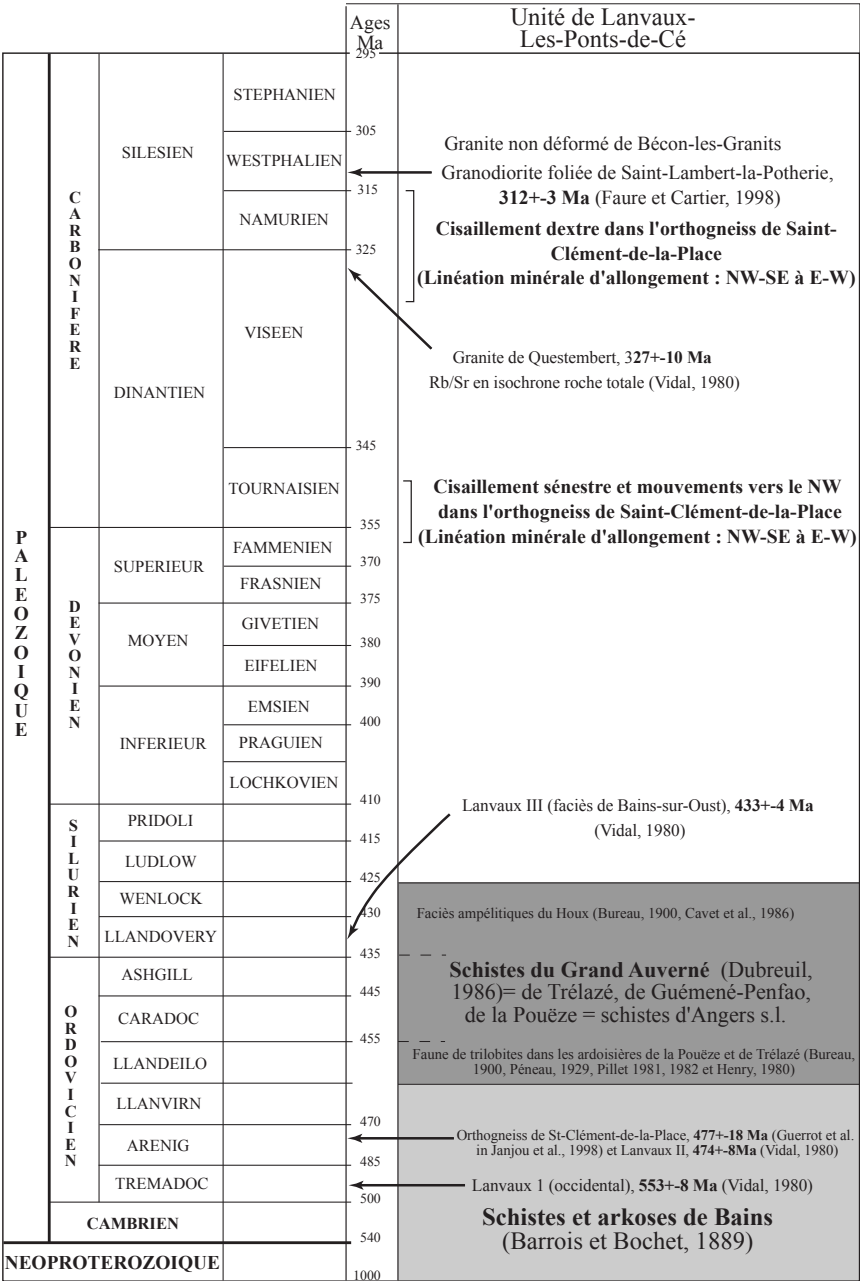 Ages
Ma
Unité de Lanvaux-
Les-Ponts-de-Cé
295
STEPHANIEN
305
SILESIEN
WESTPHALIEN
Granite non déformé de Bécon-les-Granits
Granodiorite foliée de Saint-Lambert-la-Potherie,
312+-3 Ma (Faure et Cartier, 1998)
315
NAMURIEN
325
Cisaillement dextre dans l'orthogneiss de Saint-
Clément-de-la-Place
(Linéation minérale d'allongement : NW-SE à E-W)
CARBONIFERE
VISEEN
Granite de Questembert, 327+-10 Ma
Rb/Sr en isochrone roche totale (Vidal, 1980)
DINANTIEN
345
TOURNAISIEN
Cisaillement sénestre et mouvements vers le NW
dans l'orthogneiss de Saint-Clément-de-la-Place
(Linéation minérale d'allongement : NW-SE à E-W)
355
PALEOZOIQUE
FAMMENIEN
SUPERIEUR
370
FRASNIEN
375
DEVONIEN
GIVETIEN
MOYEN
380
EIFELIEN
390
EMSIEN
400
INFERIEUR
PRAGUIEN
LOCHKOVIEN
410
Lanvaux III (faciès de Bains-sur-Oust), 433+-4 Ma
(Vidal, 1980)
SILURIEN
PRIDOLI
415
LUDLOW
425
WENLOCK
430
Faciès ampélitiques du Houx (Bureau, 1900, Cavet et al., 1986)
LLANDOVERY
435
Schistes du Grand Auverné (Dubreuil,
1986)= de Trélazé, de Guémené-Penfao,
de la Pouëze = schistes d'Angers s.l.
ASHGILL
445
ORDOVICIEN
CARADOC
455
LLANDEILO
Faune de trilobites dans les ardoisières de la Pouëze et de Trélazé (Bureau,
1900, Péneau, 1929, Pillet 1981, 1982 et Henry, 1980)
LLANVIRN
470
ARENIG
Orthogneiss de St-Clément-de-la-Place, 477+-18 Ma (Guerrot et al.
in Janjou et al., 1998) et Lanvaux II, 474+-8Ma (Vidal, 1980)
485
TREMADOC
Lanvaux 1 (occidental), 553+-8 Ma (Vidal, 1980)
500
CAMBRIEN
Schistes et arkoses de Bains
(Barrois et Bochet, 1889)
540
NEOPROTEROZOIQUE
1000